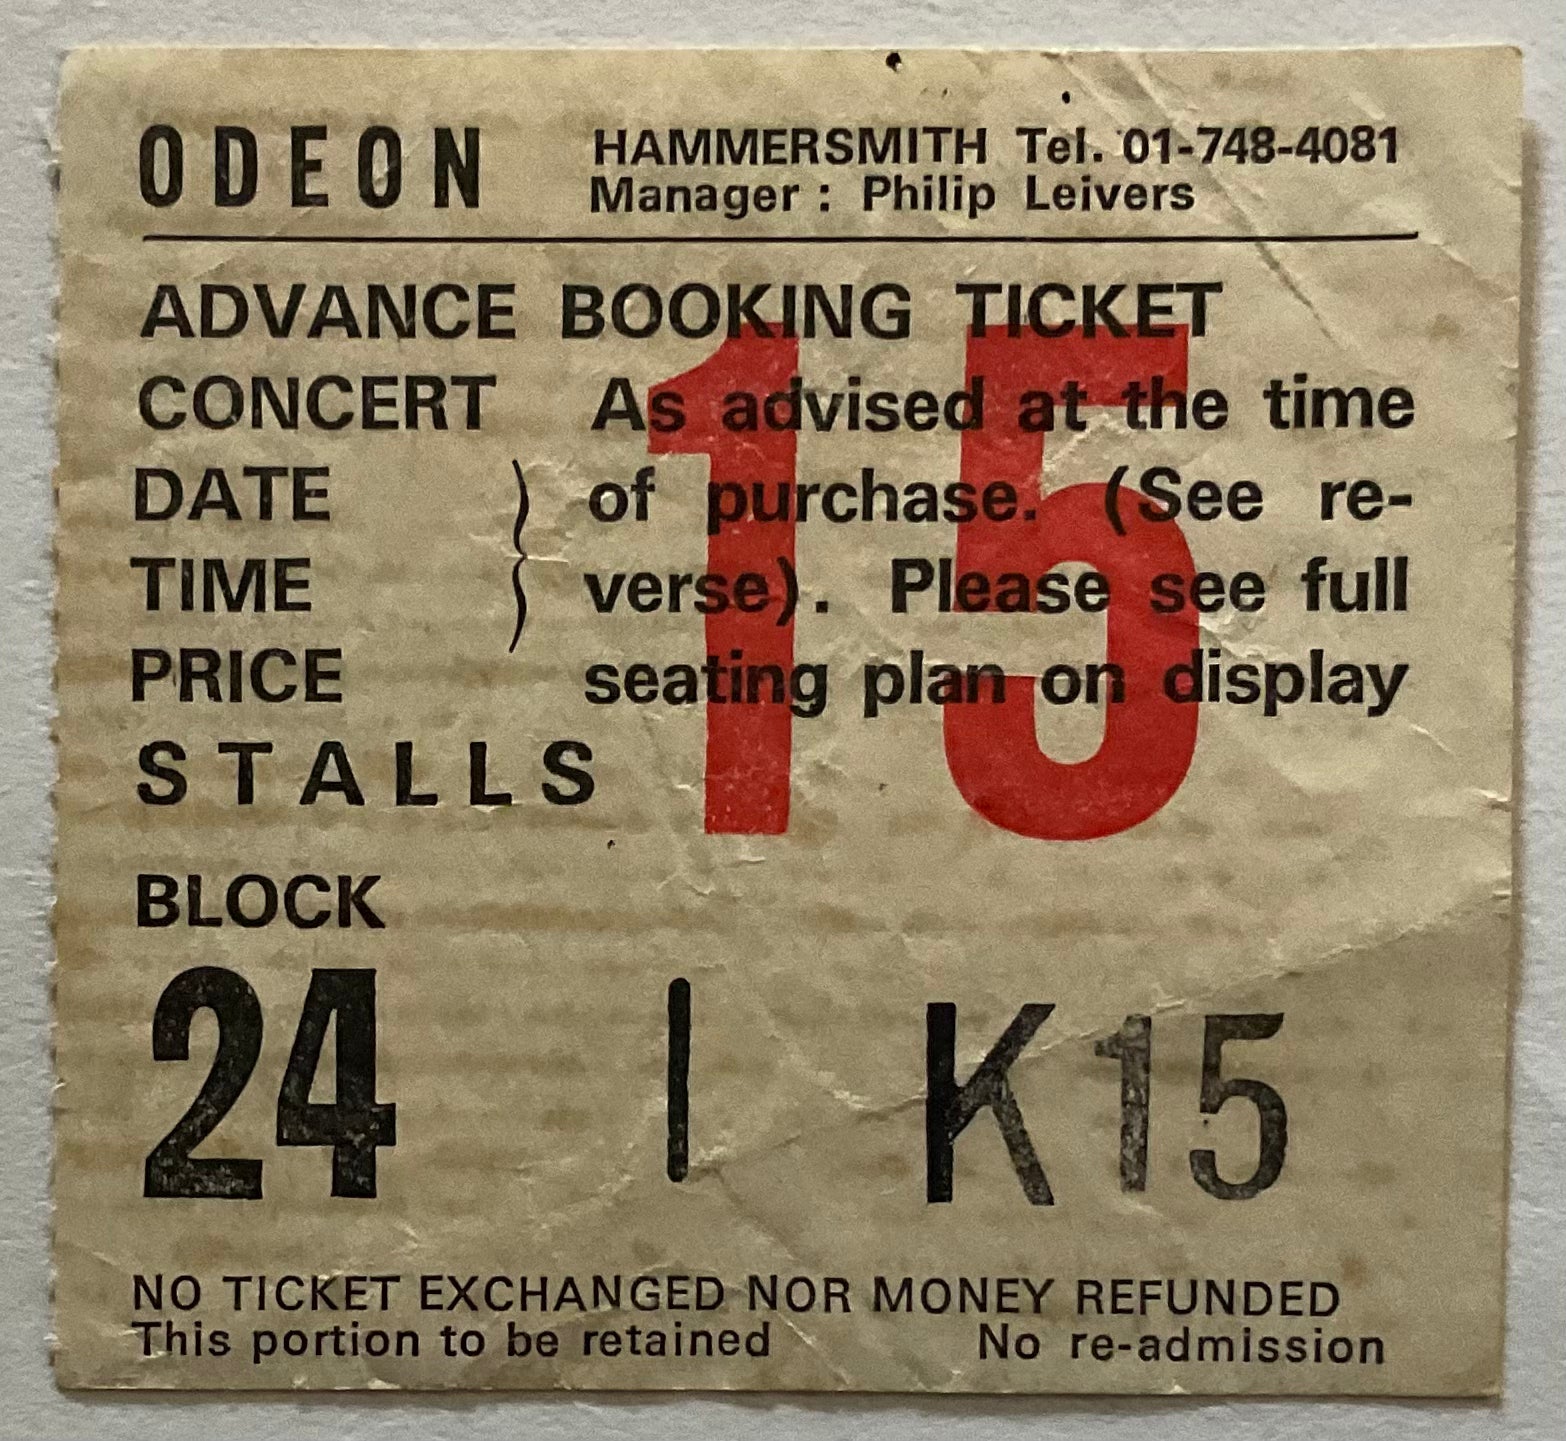 ODEON HAMMERSMITH Tel. 01-748-4081
Manager : Philip Leivers
ADVANCE BOOKING TICKET
15
CONCERT As advised at the time
DATE of purchase. (See re-
TIME verse). Please see full
PRICE seating plan on display
STALLS
BLOCK
24 | K15
NO TICKET EXCHANGED NOR MONEY REFUNDED
This portion to be retained No re-admission